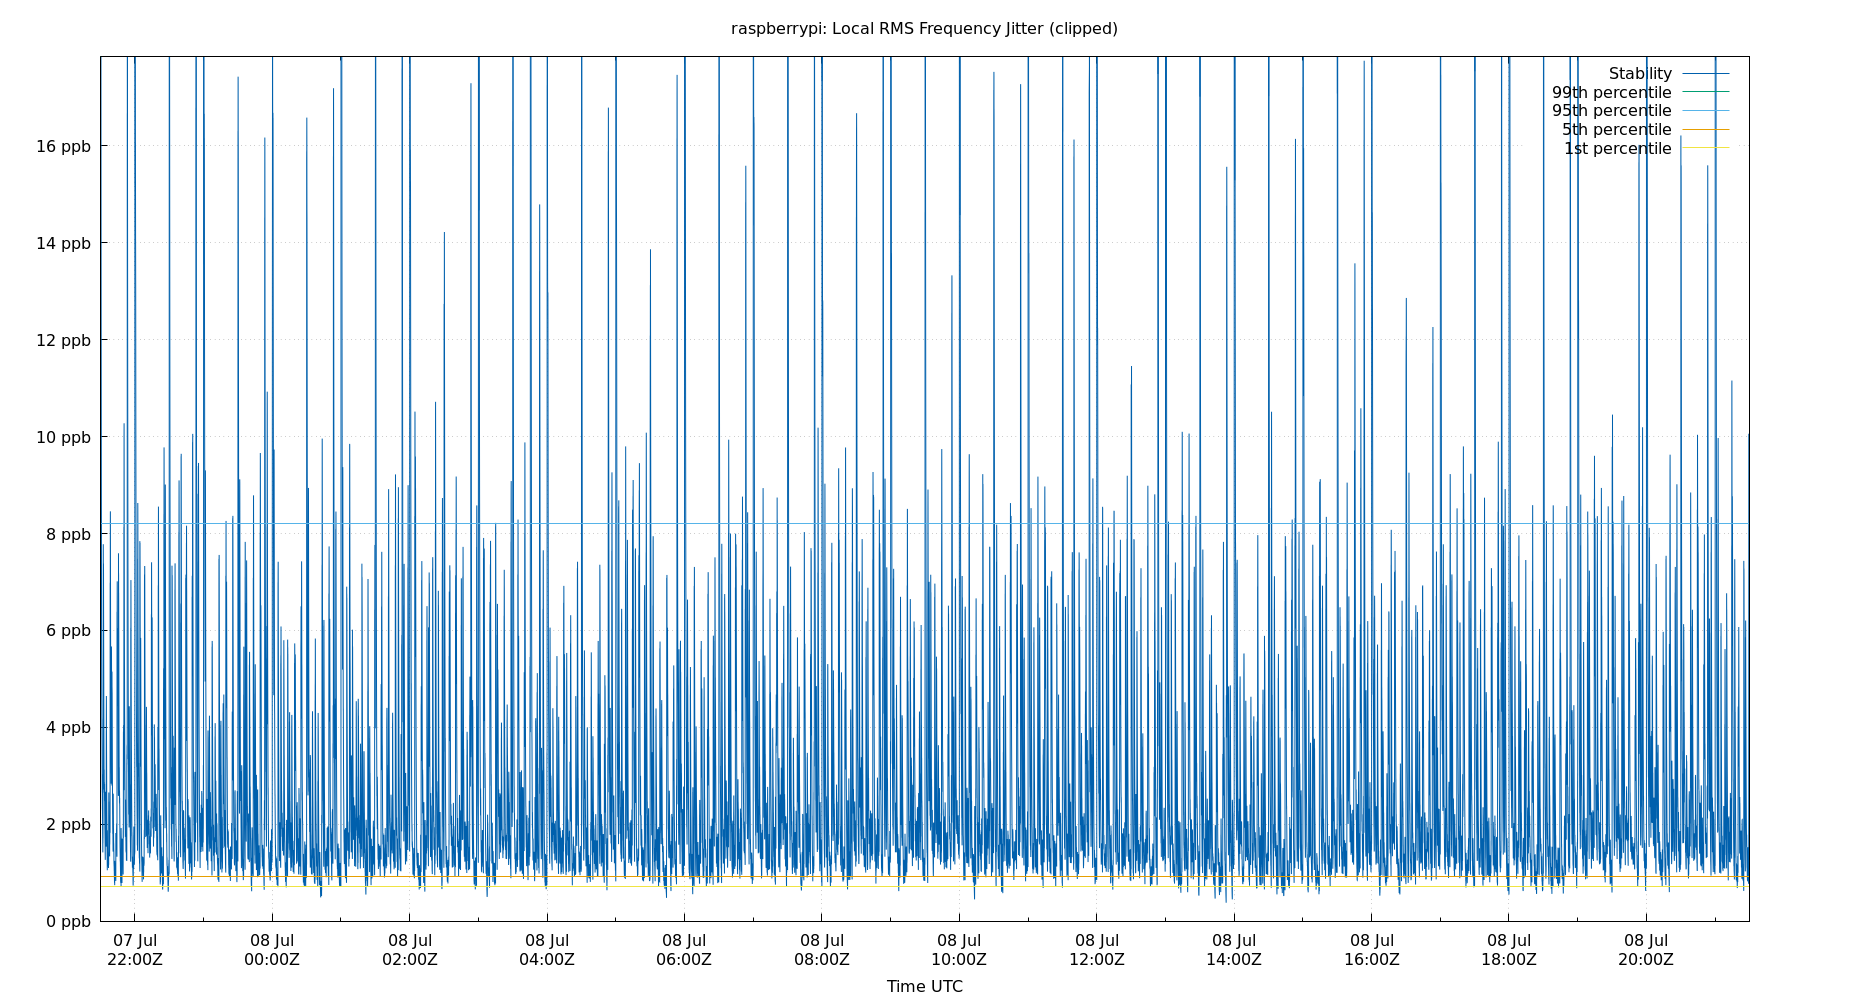 raspberrypi: Local RMS Frequency Jitter (clipped)
Stability
99th percentile
95th percentile
5th percentile
1st percentile
16 ppb
14 ppb
12 ppb
10 ppb
8 ppb
6 ppb
4 ppb
2 ppb
0 ppb
07 Jul 08 Jul 08 Jul 08 Jul 08 Jul 08 Jul 08 Jul 08 Jul 08 Jul 08 Jul 08 Jul 08 Jul
22:00Z 00:00Z 02:00Z 04:00Z 06:00Z 08:00Z 10:00Z 12:00Z 14:00Z 16:00Z 18:00Z 20:00Z
Time UTC